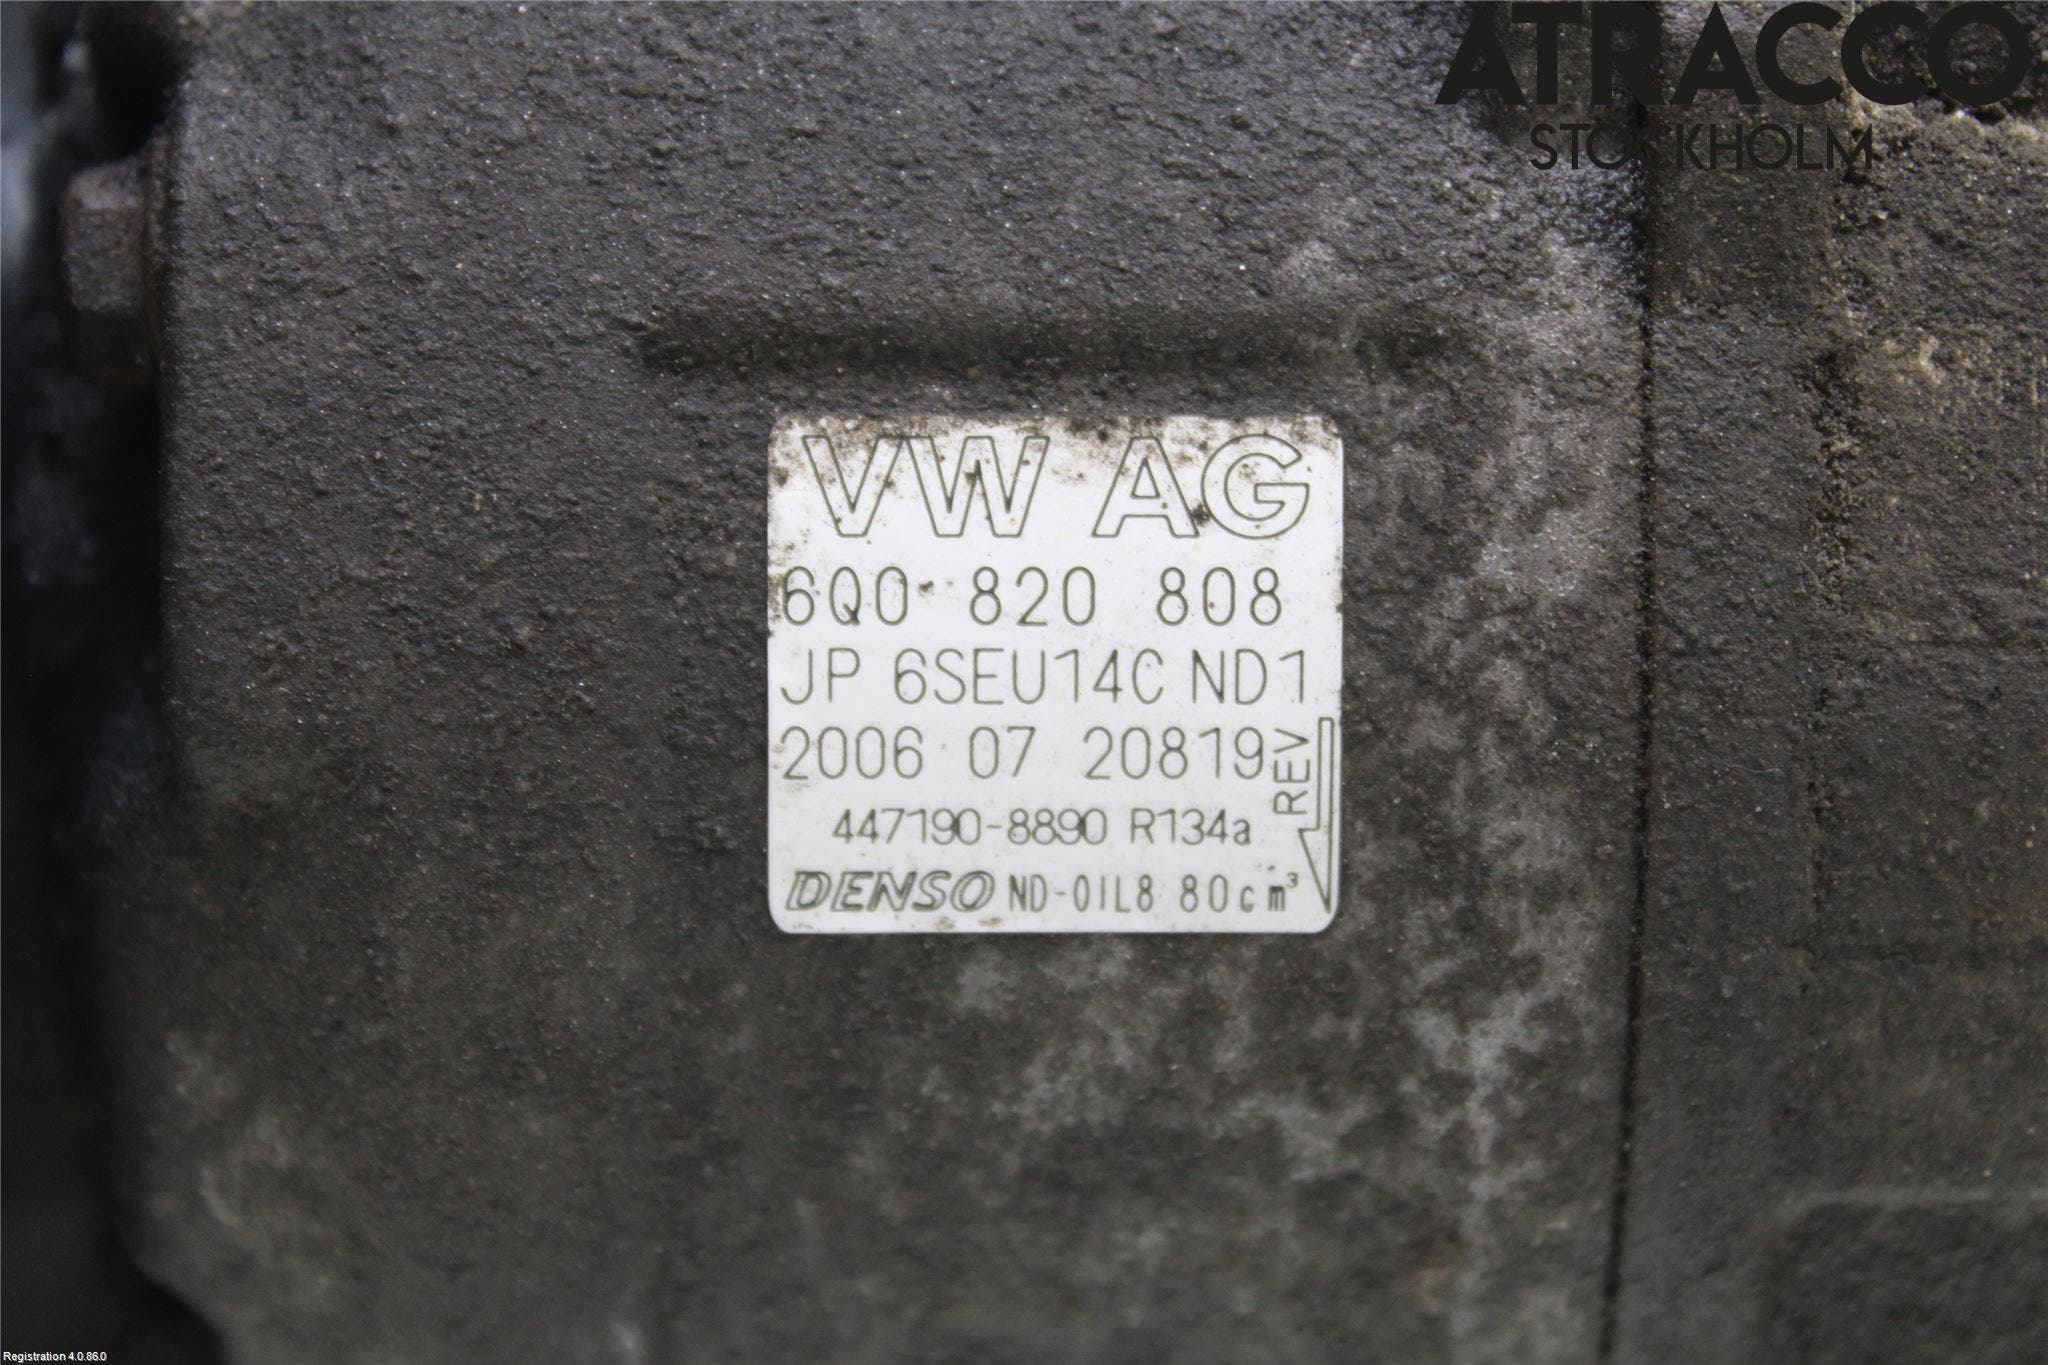 ATRACCO
STOCKHOLM
VW AG
6Q0 820 808
JP 6SEU14C ND1
2006 07 20819
REV
447190-8890 R134a
DENSO ND-OIL8 80cm³
Registration 4.0.86.0